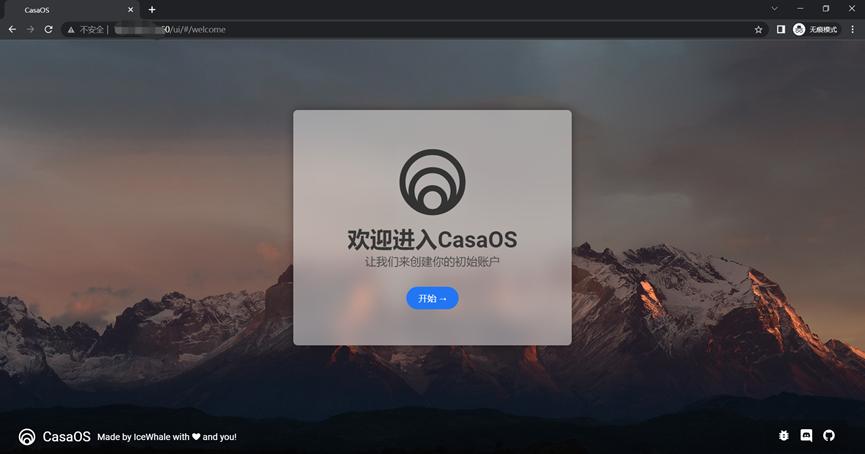 CasaOS
不安全
0/ui/#/welcome
无痕模式
欢迎进入CasaOS
让我们来创建你的初始账户
开始 →
CasaOS Made by IceWhale with ♥ and you!